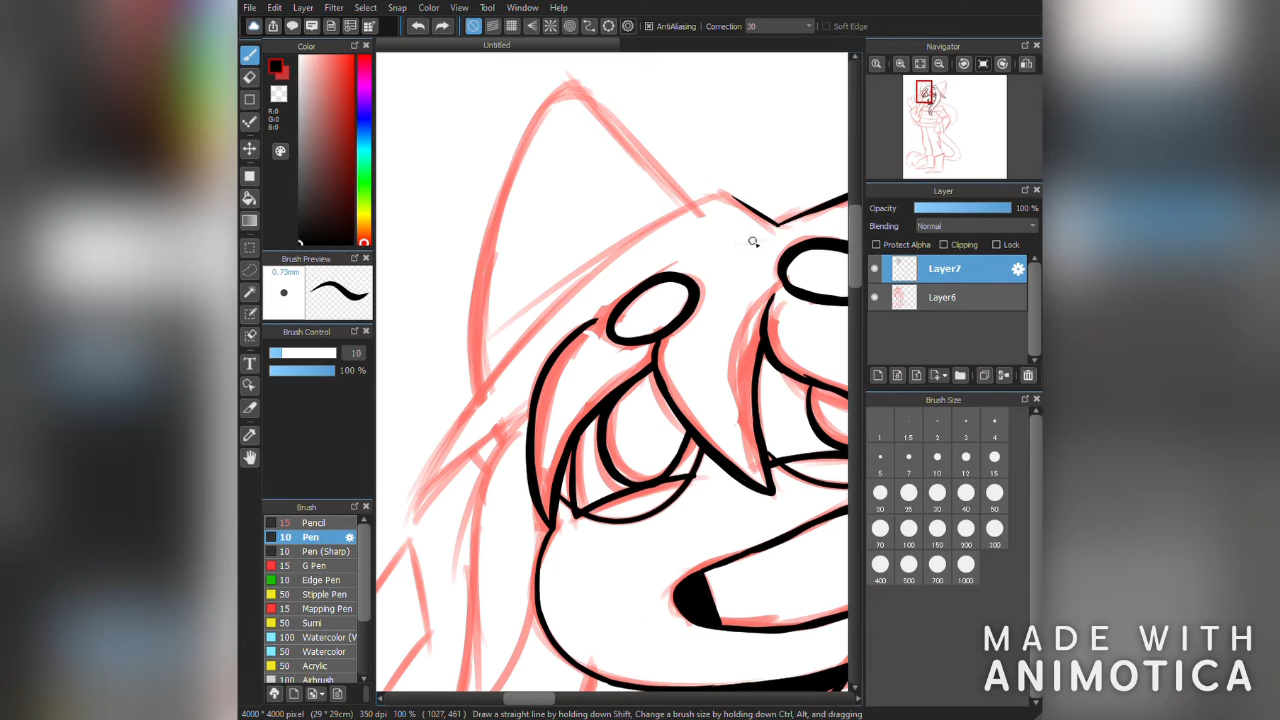 File Edit Layer Filter Select Snap Color View Tool Window Help
AntiAliasing Correction 30 Soft Edge
Untitled
Color
R:0
G:0
B:0
Brush Preview
0.73mm
Brush Control
10
100 %
Brush
15 Pencil
10 Pen
10 Pen (Sharp)
15 G Pen
10 Edge Pen
50 Stipple Pen
15 Mapping Pen
50 Sumi
100 Watercolor (W
50 Watercolor
50 Acrylic
100 Airbrush
T
Navigator
Layer
Opacity 100 %
Blending Normal
Protect Alpha Clipping Lock
Layer7
Layer6
Brush Size
1 1.5 2 3 4
5 7 10 12 15
20 25 30 40 50
70 100 150 200 300
400 500 700 1000
MADE WITH
ANIMOTICA
4000 * 4000 pixel (29 * 29cm) 350 dpi 100 % ( 1027, 461 ) Draw a straight line by holding down Shift, Change a brush size by holding down Ctrl, Alt, and dragging